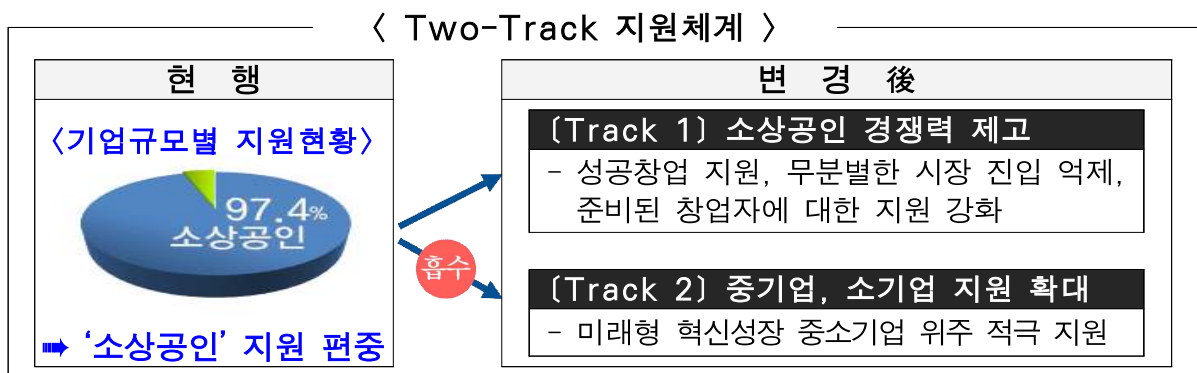 〈 Two-Track 지원체계 〉
현 행
〈기업규모별 지원현황〉
97.4%
소상공인
➠ ‘소상공인’ 지원 편중
흡수
변 경 後
〔Track 1〕 소상공인 경쟁력 제고
- 성공창업 지원, 무분별한 시장 진입 억제,
준비된 창업자에 대한 지원 강화
〔Track 2〕 중기업, 소기업 지원 확대
- 미래형 혁신성장 중소기업 위주 적극 지원